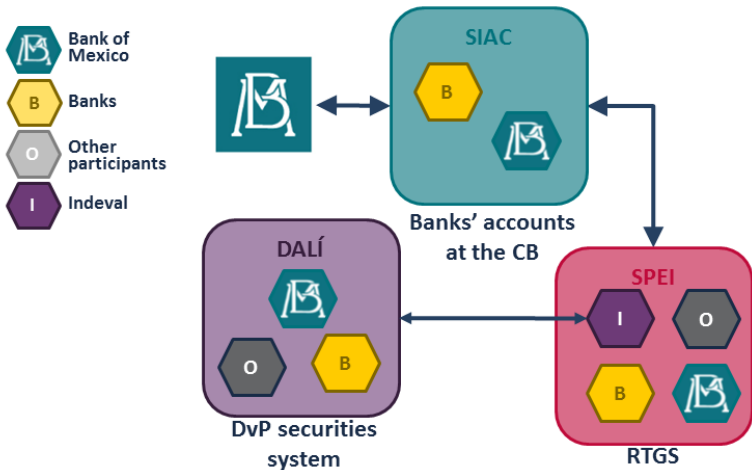 Bank of
Mexico
B
Banks
O
Other
participants
I
Indeval
SIAC
B
Banks' accounts
at the CB
DALÍ
O
B
DvP securities
system
SPEI
I
O
B
RTGS